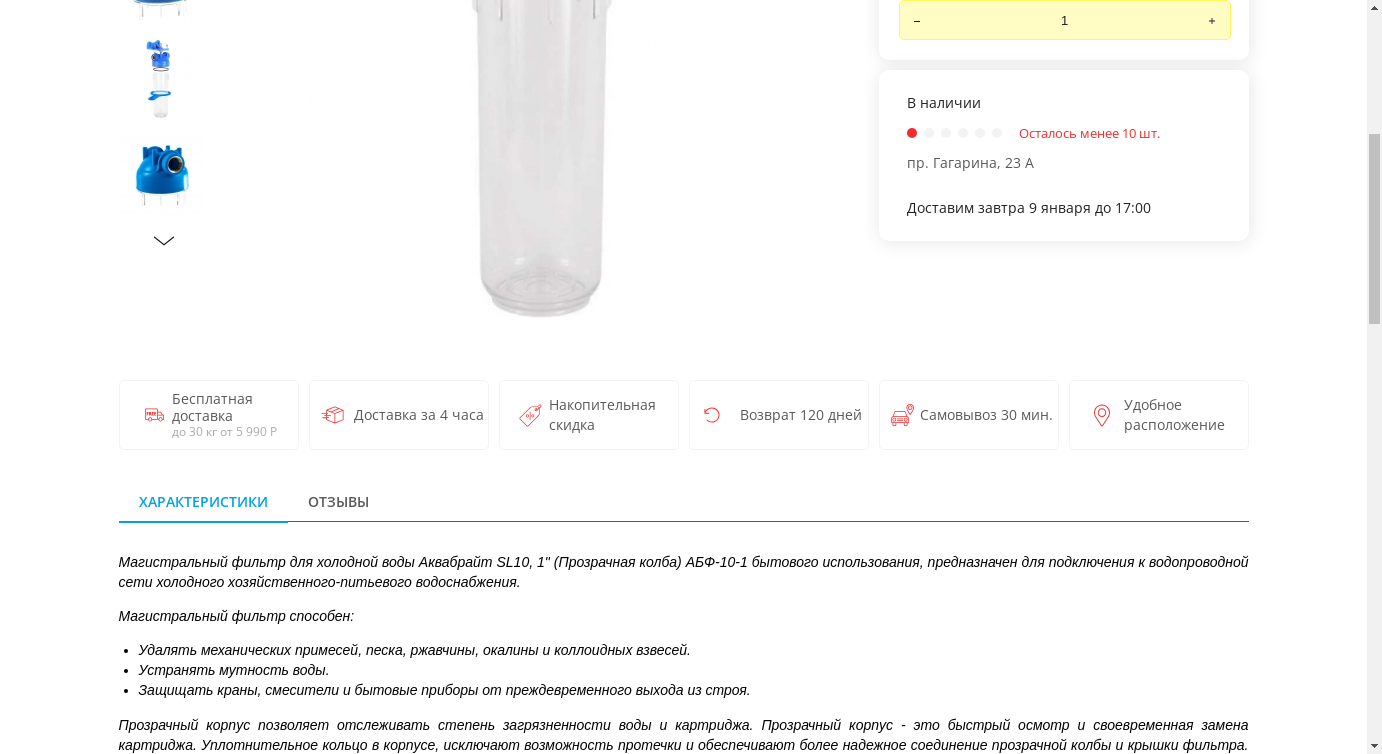 –
1
+
В наличии
Осталось менее 10 шт.
пр. Гагарина, 23 А
Доставим завтра 9 января до 17:00
Бесплатная
доставка
до 30 кг от 5 990 Р
Доставка за 4 часа
Накопительная
скидка
Возврат 120 дней
Самовывоз 30 мин.
Удобное
расположение
ХАРАКТЕРИСТИКИ
ОТЗЫВЫ
Магистральный фильтр для холодной воды Аквабрайт SL10, 1" (Прозрачная колба) АБФ-10-1 бытового использования, предназначен для подключения к водопроводной
сети холодного хозяйственного-питьевого водоснабжения.
Магистральный фильтр способен:
• Удалять механических примесей, песка, ржавчины, окалины и коллоидных взвесей.
• Устранять мутность воды.
• Защищать краны, смесители и бытовые приборы от преждевременного выхода из строя.
Прозрачный корпус позволяет отслеживать степень загрязненности воды и картриджа. Прозрачный корпус - это быстрый осмотр и своевременная замена
картриджа. Уплотнительное кольцо в корпусе, исключают возможность протечки и обеспечивают более надежное соединение прозрачной колбы и крышки фильтра.